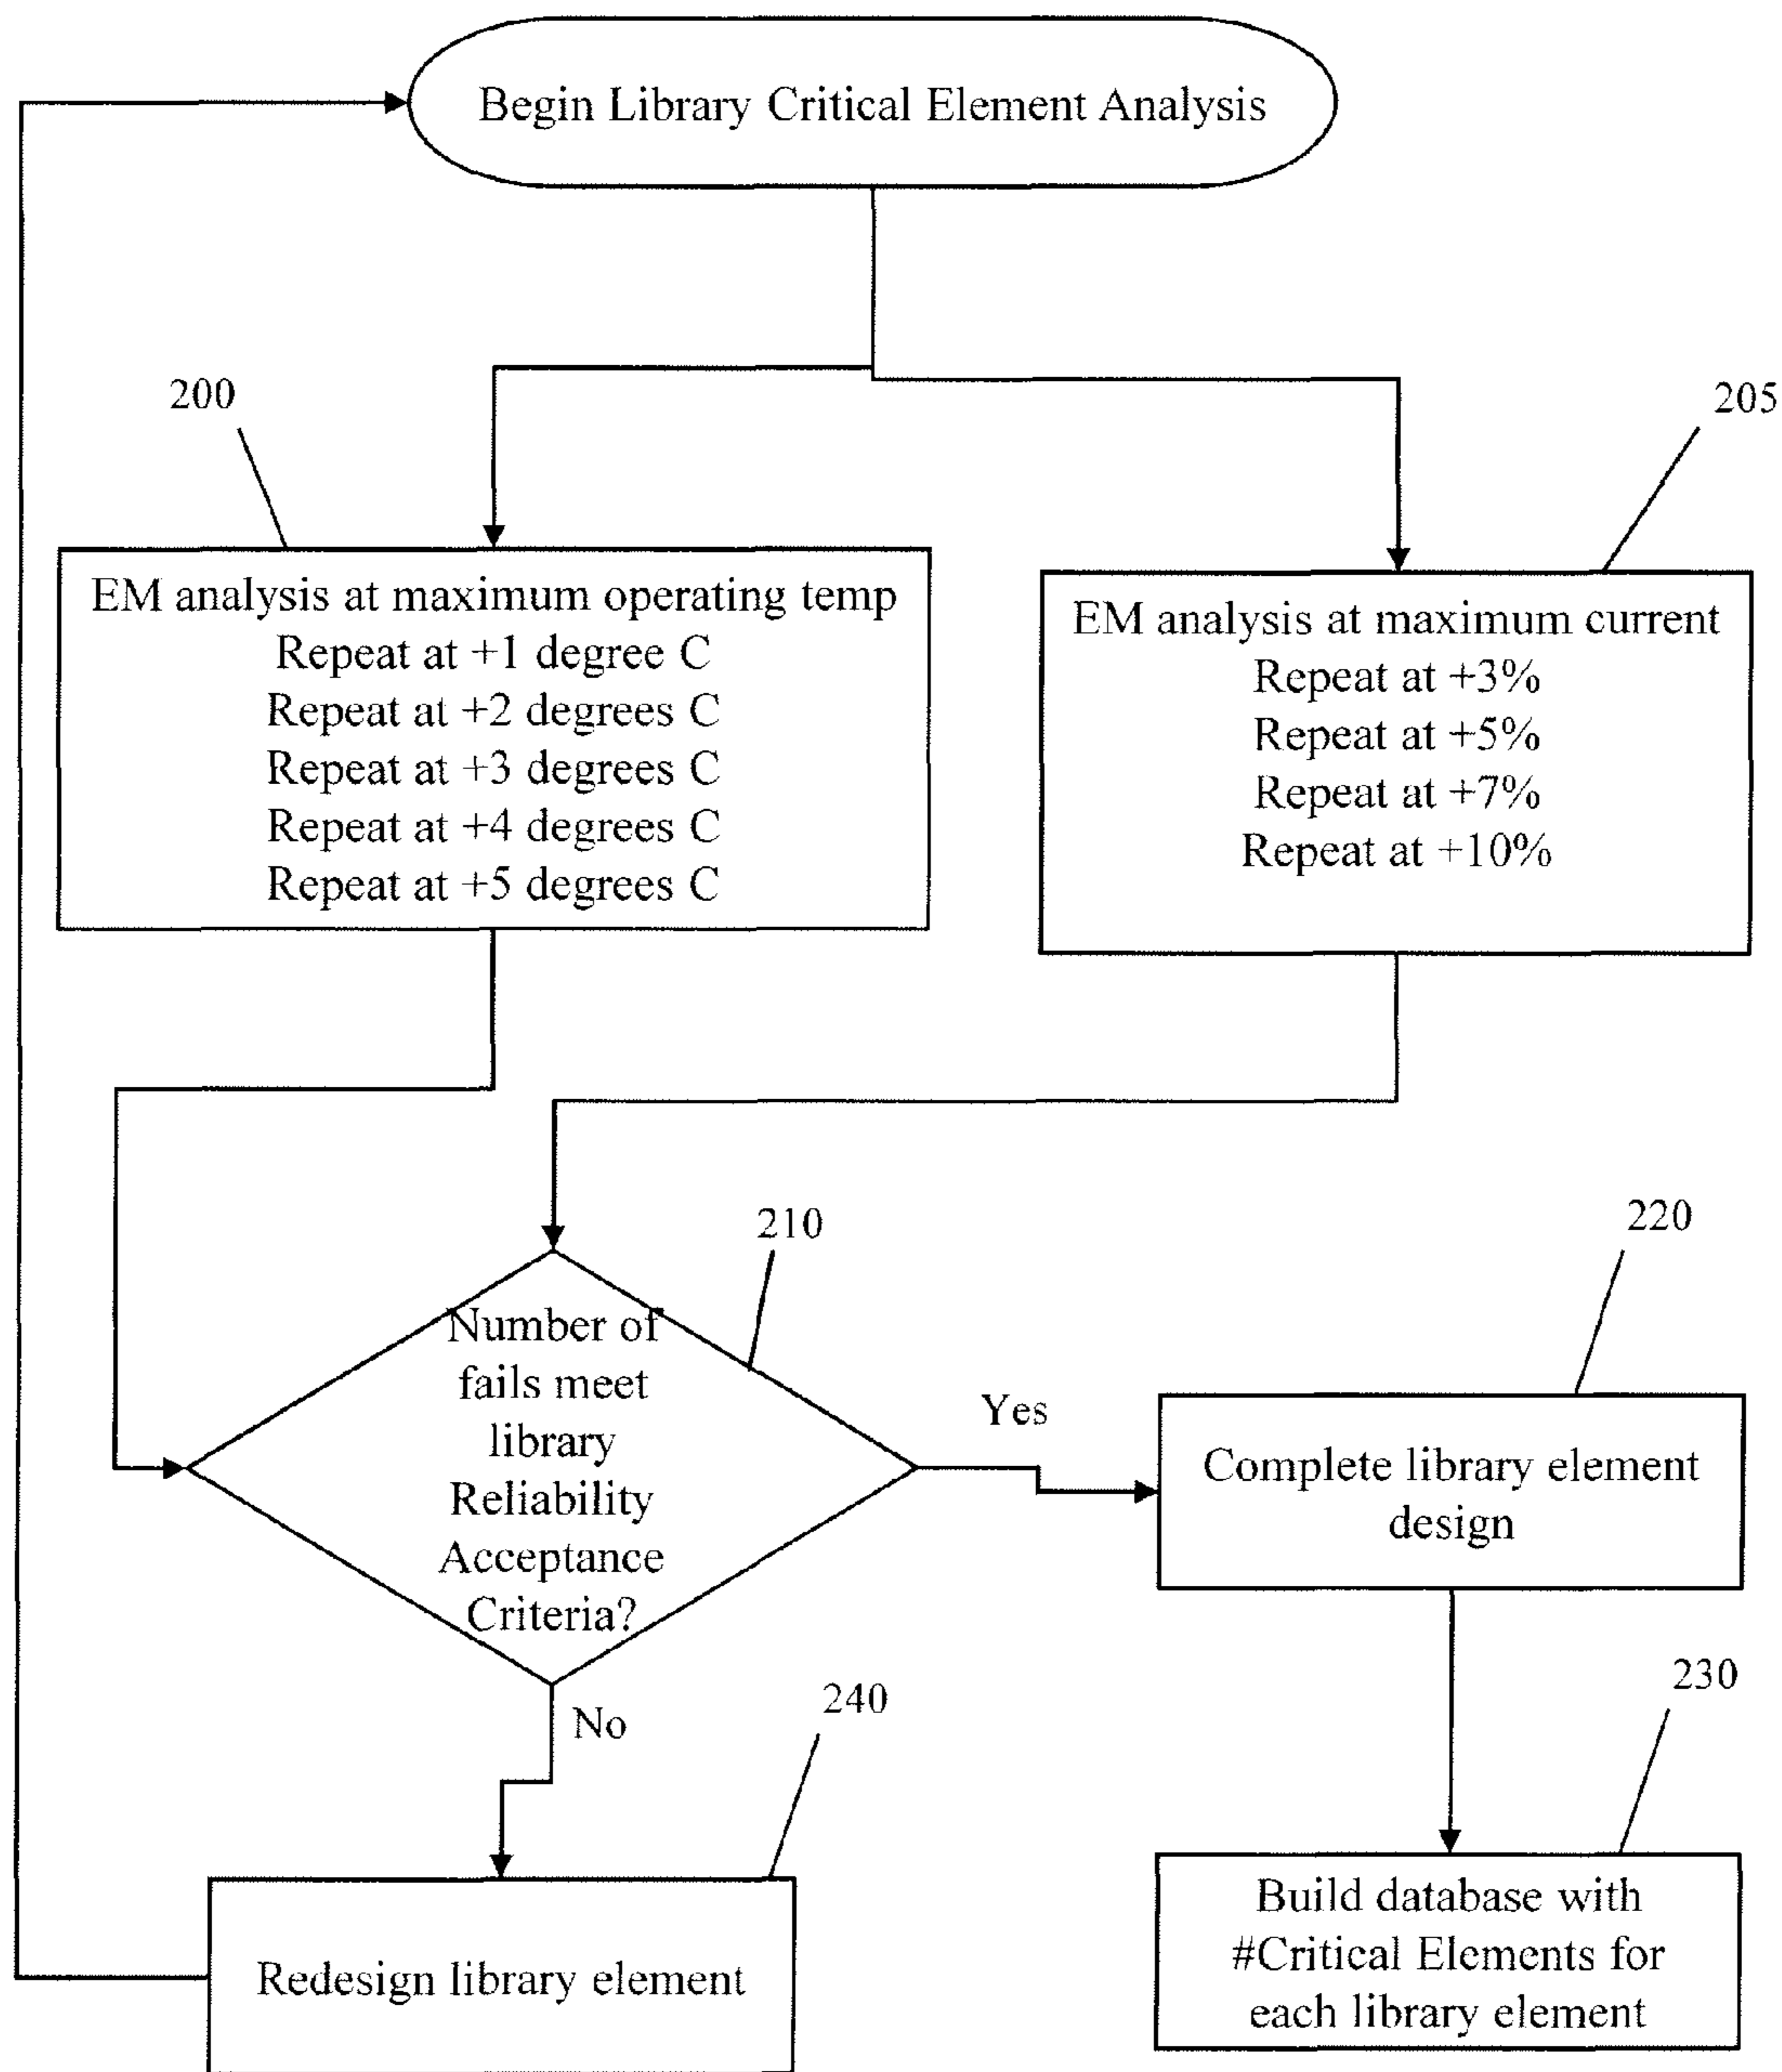 Begin Library Critical Element Analysis
200
205
EM analysis at maximum operating temp
Repeat at +1 degree C
Repeat at +2 degrees C
Repeat at +3 degrees C
Repeat at +4 degrees C
Repeat at +5 degrees C
EM analysis at maximum current
Repeat at +3%
Repeat at +5%
Repeat at +7%
Repeat at +10%
210
220
Number of
fails meet
library
Reliability
Acceptance
Criteria?
Yes
Complete library element
design
No
240
230
Redesign library element
Build database with
#Critical Elements for
each library element